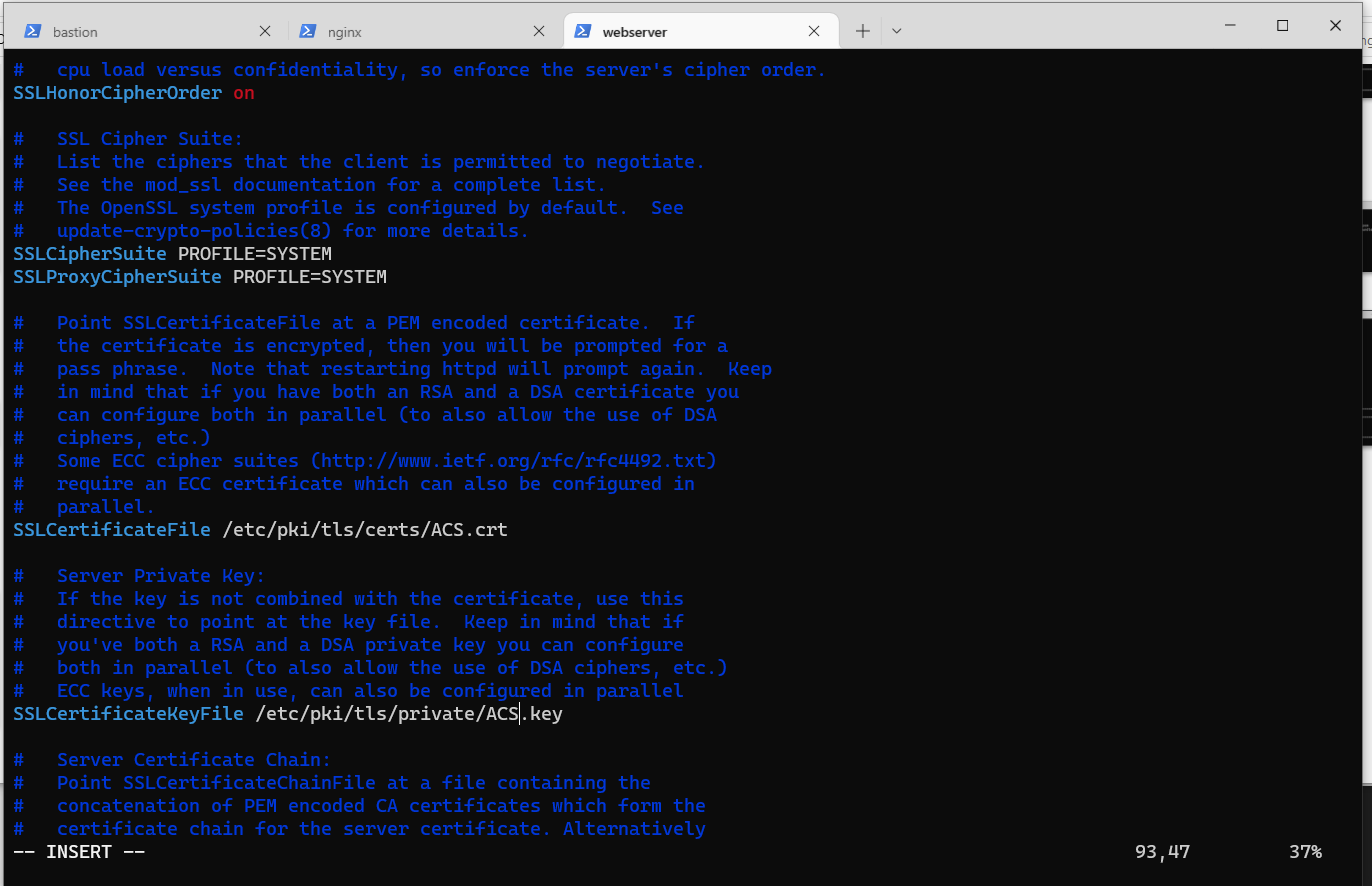 bastion
nginx
webserver
#   cpu load versus confidentiality, so enforce the server's cipher order.
SSLHonorCipherOrder on
#   SSL Cipher Suite:
#   List the ciphers that the client is permitted to negotiate.
#   See the mod_ssl documentation for a complete list.
#   The OpenSSL system profile is configured by default.  See
#   update-crypto-policies(8) for more details.
SSLCipherSuite PROFILE=SYSTEM
SSLProxyCipherSuite PROFILE=SYSTEM
#   Point SSLCertificateFile at a PEM encoded certificate.  If
#   the certificate is encrypted, then you will be prompted for a
#   pass phrase.  Note that restarting httpd will prompt again.  Keep
#   in mind that if you have both an RSA and a DSA certificate you
#   can configure both in parallel (to also allow the use of DSA
#   ciphers, etc.)
#   Some ECC cipher suites (http://www.ietf.org/rfc/rfc4492.txt)
#   require an ECC certificate which can also be configured in
#   parallel.
SSLCertificateFile /etc/pki/tls/certs/ACS.crt
#   Server Private Key:
#   If the key is not combined with the certificate, use this
#   directive to point at the key file.  Keep in mind that if
#   you've both a RSA and a DSA private key you can configure
#   both in parallel (to also allow the use of DSA ciphers, etc.)
#   ECC keys, when in use, can also be configured in parallel
SSLCertificateKeyFile /etc/pki/tls/private/ACS.key
#   Server Certificate Chain:
#   Point SSLCertificateChainFile at a file containing the
#   concatenation of PEM encoded CA certificates which form the
#   certificate chain for the server certificate. Alternatively
-- INSERT --
93,47
37%